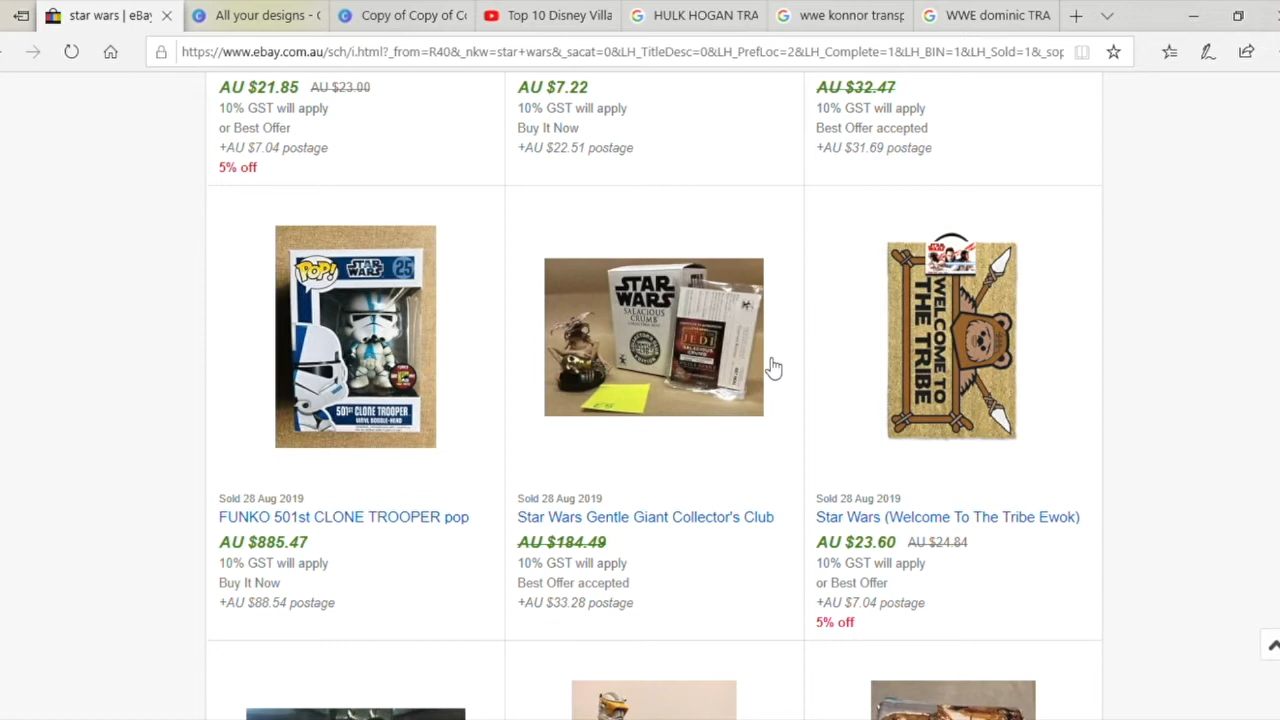 star wars | eBay
All your designs - C
Copy of Copy of Co
Top 10 Disney Villa
HULK HOGAN TRA
wwe konnor transp
WWE dominic TRA
https://www.ebay.com.au/sch/i.html?_from=R40&_nkw=star+wars&_sacat=0&LH_TitleDesc=0&LH_PrefLoc=2&LH_Complete=1&LH_BIN=1&LH_Sold=1&_sop
AU $21.85 AU $23.00
10% GST will apply
or Best Offer
+AU $7.04 postage
5% off
AU $7.22
10% GST will apply
Buy It Now
+AU $22.51 postage
AU $32.47
10% GST will apply
Best Offer accepted
+AU $31.69 postage
POP!
STAR WARS
25
501st CLONE TROOPER
VINYL BOBBLE-HEAD
STAR WARS
SALACIOUS
CRUMB
JEDI
STAR WARS
WELCOME TO
THE TRIBE
Sold 28 Aug 2019
FUNKO 501st CLONE TROOPER pop
AU $885.47
10% GST will apply
Buy It Now
+AU $88.54 postage
Sold 28 Aug 2019
Star Wars Gentle Giant Collector's Club
AU $184.49
10% GST will apply
Best Offer accepted
+AU $33.28 postage
Sold 28 Aug 2019
Star Wars (Welcome To The Tribe Ewok)
AU $23.60 AU $24.84
10% GST will apply
or Best Offer
+AU $7.04 postage
5% off